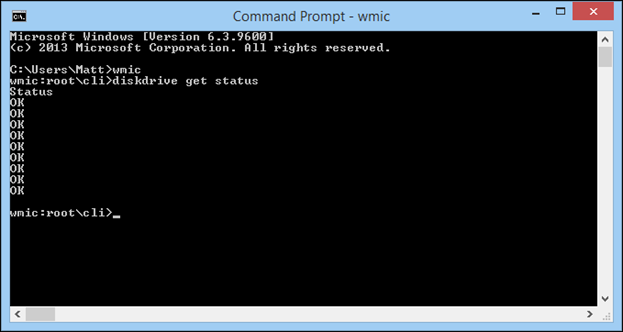 Command Prompt - wmic
Microsoft Windows [Version 6.3.9600]
(c) 2013 Microsoft Corporation. All rights reserved.
C:\Users\Matt>wmic
wmic:root\cli>diskdrive get status
Status
OK
OK
OK
OK
OK
OK
OK
OK
OK
wmic:root\cli>_